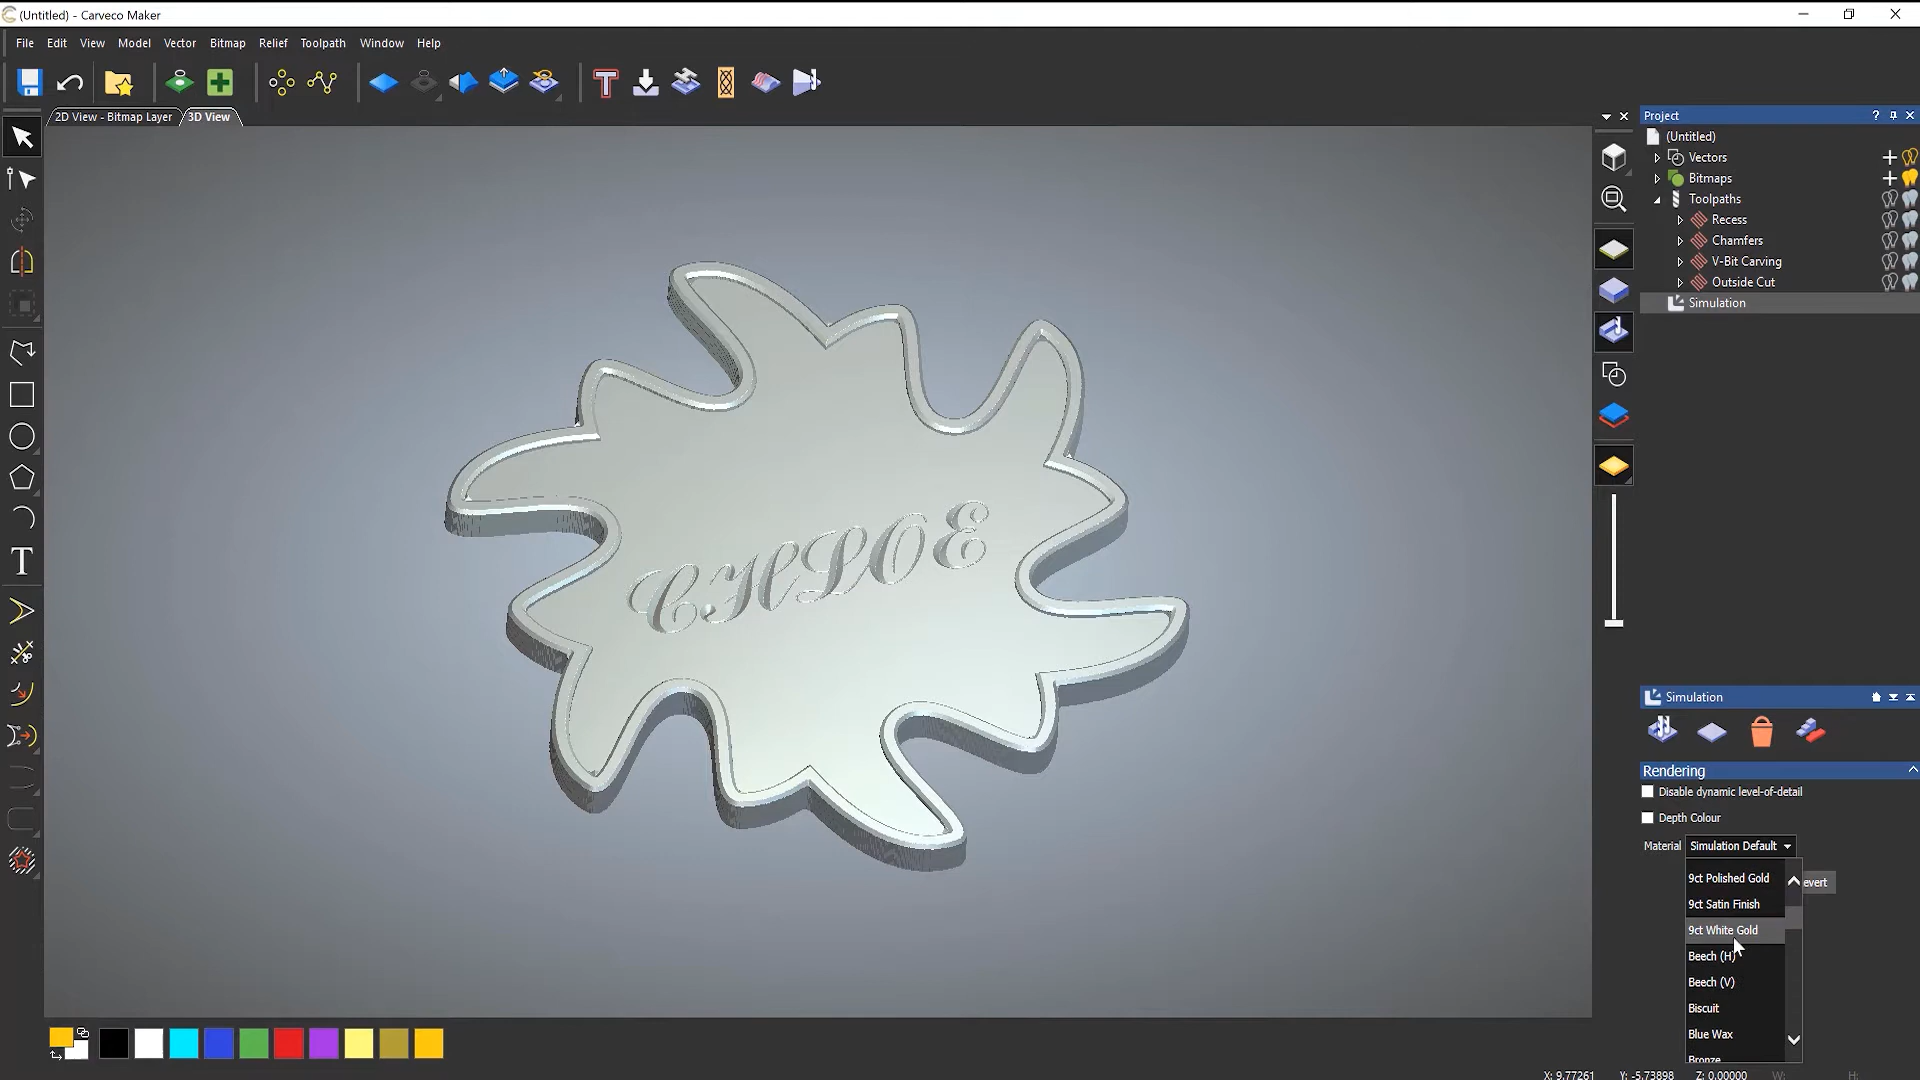 (Untitled) - Carveco Maker
File Edit View Model Vector Bitmap Relief Toolpath Window Help
2D View - Bitmap Layer 3D View
Project ?
(Untitled)
Vectors
Bitmaps
Toolpaths
Recess
Chamfers
V-Bit Carving
Outside Cut
Simulation
CHLOE
Simulation
Rendering
Disable dynamic level-of-detail
Depth Colour
Material Simulation Default
9ct Polished Gold
evert
9ct Satin Finish
9ct White Gold
Beech (H)
Beech (V)
Biscuit
Blue Wax
Bronze
X: 9.77261 Y: -5.73898 Z: 0.00000 W: H: